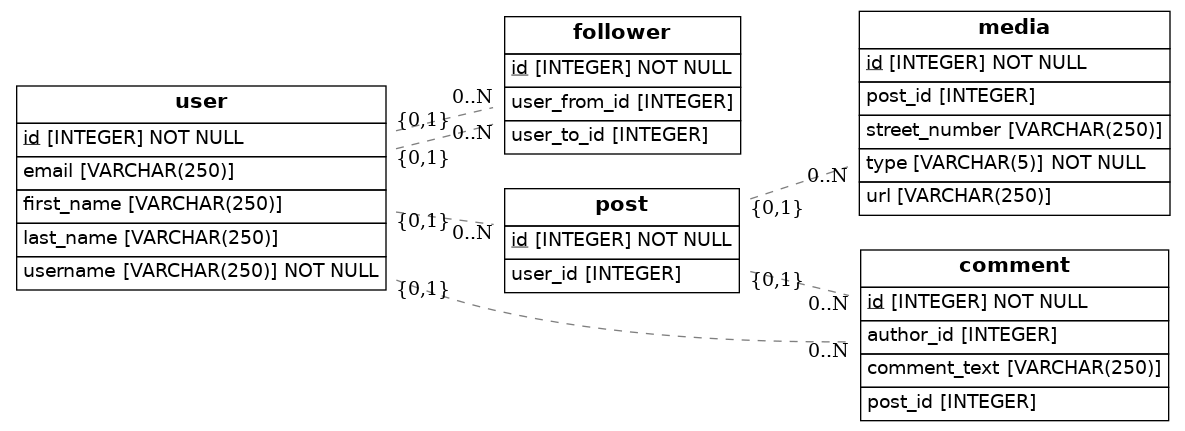 user
id [INTEGER] NOT NULL
email [VARCHAR(250)]
first_name [VARCHAR(250)]
last_name [VARCHAR(250)]
username [VARCHAR(250)] NOT NULL
follower
id [INTEGER] NOT NULL
user_from_id [INTEGER]
user_to_id [INTEGER]
post
id [INTEGER] NOT NULL
user_id [INTEGER]
media
id [INTEGER] NOT NULL
post_id [INTEGER]
street_number [VARCHAR(250)]
type [VARCHAR(5)] NOT NULL
url [VARCHAR(250)]
comment
id [INTEGER] NOT NULL
author_id [INTEGER]
comment_text [VARCHAR(250)]
post_id [INTEGER]
0..N
{0,1}
0..N
{0,1}
{0,1}
0..N
{0,1}
0..N
0..N
{0,1}
{0,1}
0..N